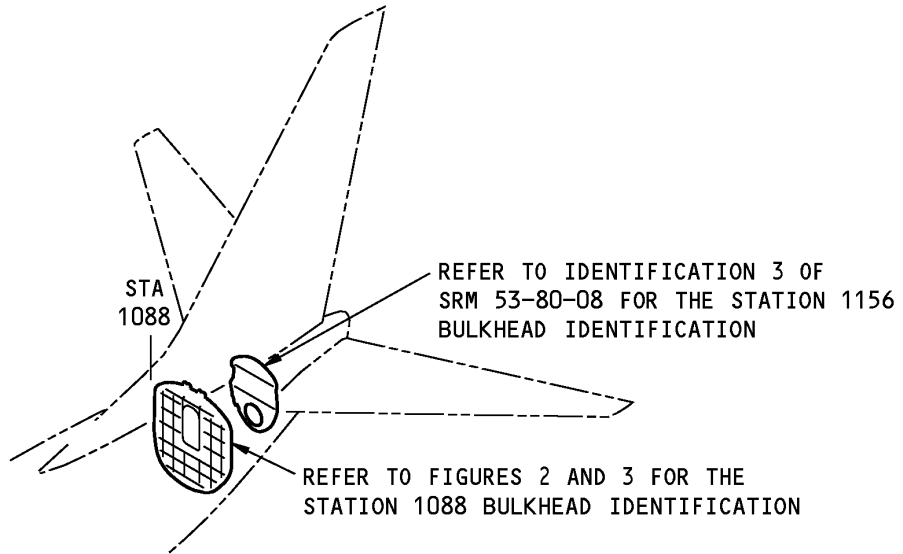 REFER TO IDENTIFICATION 3 OF
SRM 53-80-08 FOR THE STATION 1156
BULKHEAD IDENTIFICATION
STA
1088
REFER TO FIGURES 2 AND 3 FOR THE
STATION 1088 BULKHEAD IDENTIFICATION